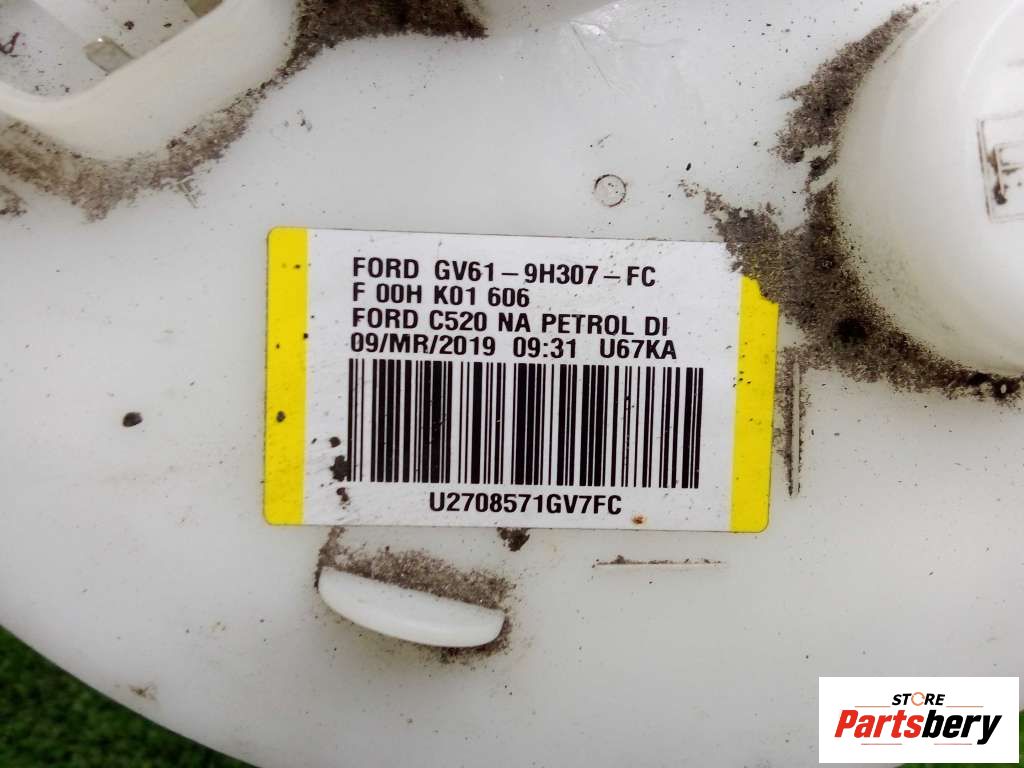 FORD GV61-9H307-FC
F 00H K01 606
FORD C520 NA PETROL DI
09/MR/2019 09:31 U67KA
U2708571GV7FC
STORE
Partsbery